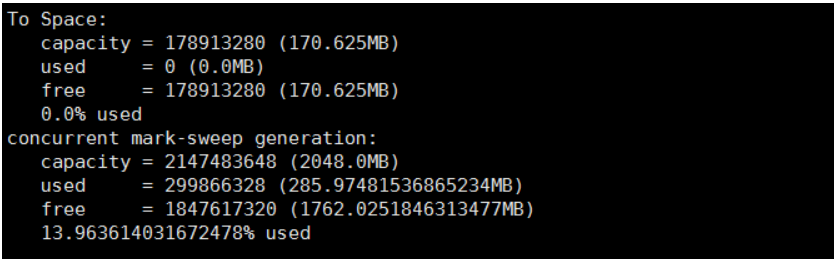 To Space:
   capacity = 178913280 (170.625MB)
   used     = 0 (0.0MB)
   free     = 178913280 (170.625MB)
   0.0% used
concurrent mark-sweep generation:
   capacity = 2147483648 (2048.0MB)
   used     = 299866328 (285.97481536865234MB)
   free     = 1847617320 (1762.0251846313477MB)
   13.963614031672478% used